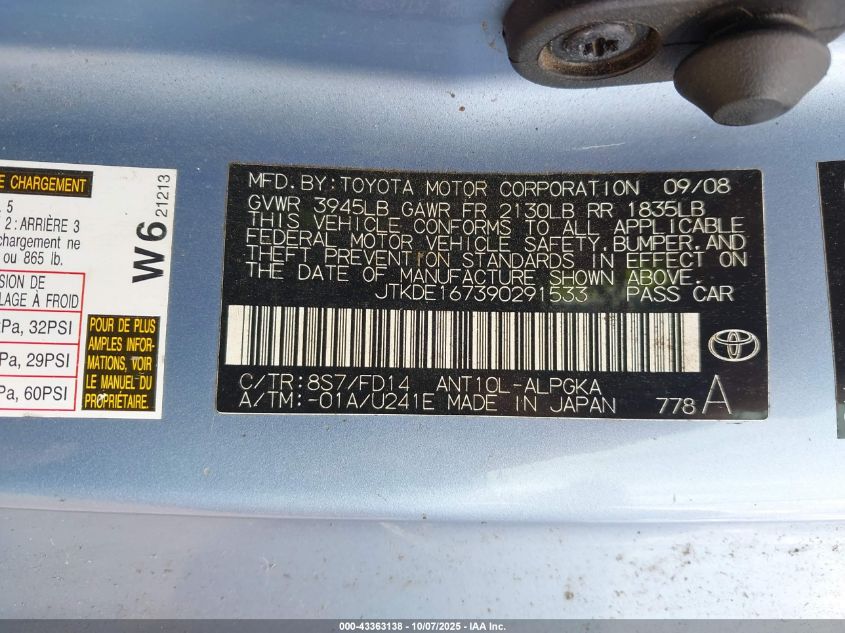 E CHARGEMENT
5
2 : ARRIÈRE 3
chargement ne
ou 865 lb.
SION DE
LAGE À FROID
Pa, 32PSI
Pa, 29PSI
Pa, 60PSI
W6 21213
POUR DE PLUS
AMPLES INFOR-
MATIONS, VOIR
LE MANUEL DU
PROPRIÉTAIRE.
MFD. BY: TOYOTA MOTOR CORPORATION 09/08
GVWR 3945LB GAWR FR 2130LB RR 1835LB
THIS VEHICLE CONFORMS TO ALL APPLICABLE
FEDERAL MOTOR VEHICLE SAFETY, BUMPER, AND
THEFT PREVENTION STANDARDS IN EFFECT ON
THE DATE OF MANUFACTURE SHOWN ABOVE.
JTKDE167390291533 PASS CAR
C/TR: 8S7/FD14 ANT10L-ALPGKA
A/TM: -01A/U241E MADE IN JAPAN 778 A
000-43363138 - 10/07/2025 - IAA Inc.